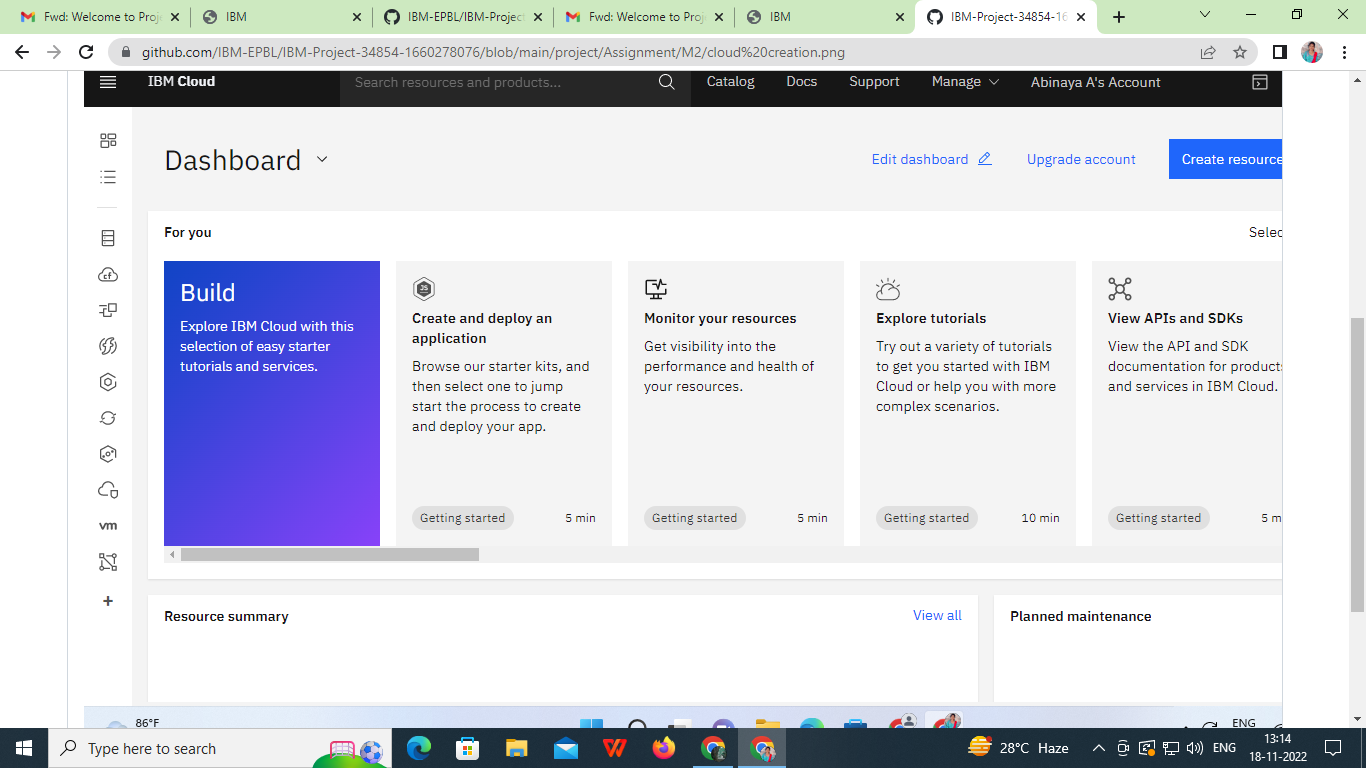 Fwd: Welcome to Proje
IBM
IBM-EPBL/IBM-Project
Fwd: Welcome to Proje
IBM
IBM-Project-34854-16
github.com/IBM-EPBL/IBM-Project-34854-1660278076/blob/main/project/Assignment/M2/cloud%20creation.png
IBM Cloud
Search resources and products...
Catalog
Docs
Support
Manage
Abinaya A's Account
Dashboard
Edit dashboard
Upgrade account
Create resource
For you
Selec
Build
Explore IBM Cloud with this
selection of easy starter
tutorials and services.
JS
Create and deploy an
application
Browse our starter kits, and
then select one to jump
start the process to create
and deploy your app.
Getting started
5 min
Monitor your resources
Get visibility into the
performance and health of
your resources.
Getting started
5 min
Explore tutorials
Try out a variety of tutorials
to get you started with IBM
Cloud or help you with more
complex scenarios.
Getting started
10 min
View APIs and SDKs
View the API and SDK
documentation for products
and services in IBM Cloud.
Getting started
5 m
cf
vm
Resource summary
View all
Planned maintenance
86°F
ENG
Type here to search
28°C Haze
ENG
13:14
18-11-2022